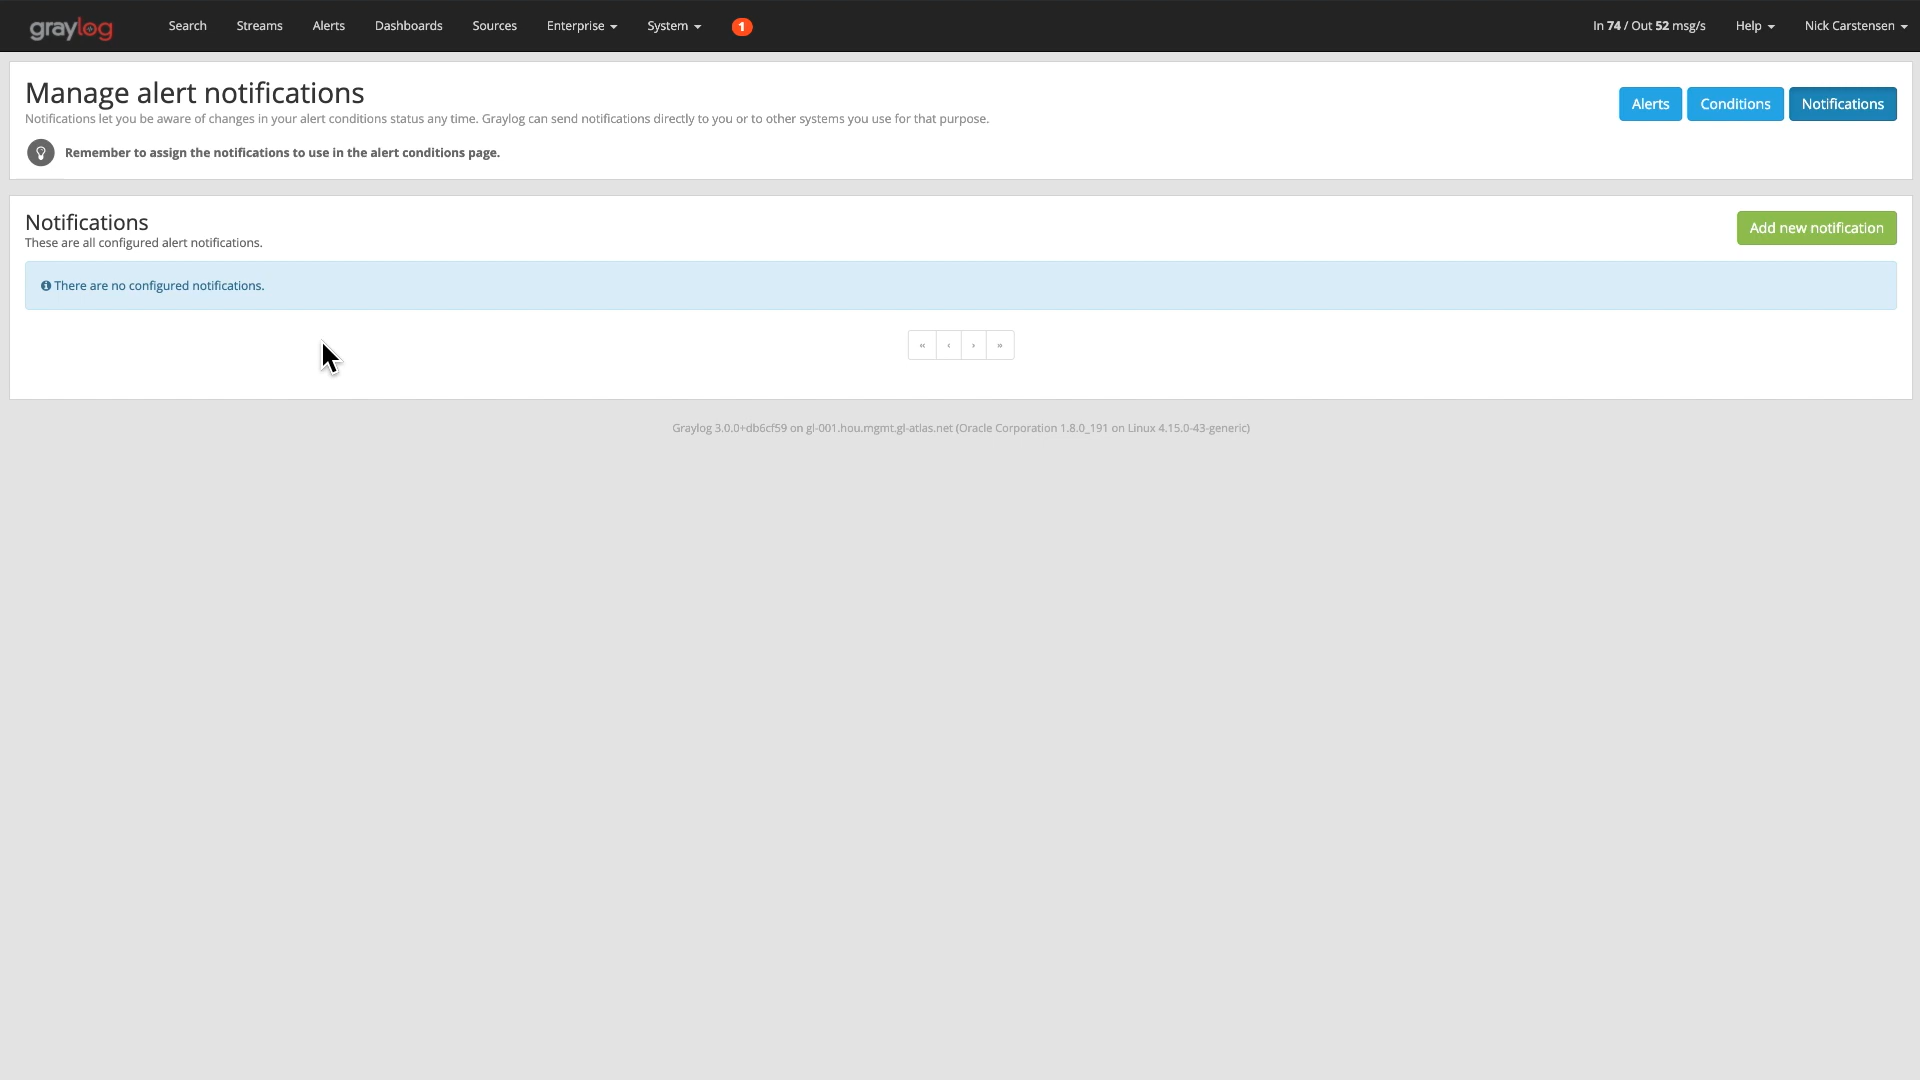 graylog
Search Streams Alerts Dashboards Sources Enterprise System 1 In 74 / Out 52 msg/s Help Nick Carstensen
Manage alert notifications
Notifications let you be aware of changes in your alert conditions status any time. Graylog can send notifications directly to you or to other systems you use for that purpose.
Remember to assign the notifications to use in the alert conditions page.
Alerts Conditions Notifications
Notifications
These are all configured alert notifications.
Add new notification
There are no configured notifications.
« ‹ › »
Graylog 3.0.0+db6cf59 on gl-001.hou.mgmt.gl-atlas.net (Oracle Corporation 1.8.0_191 on Linux 4.15.0-43-generic)